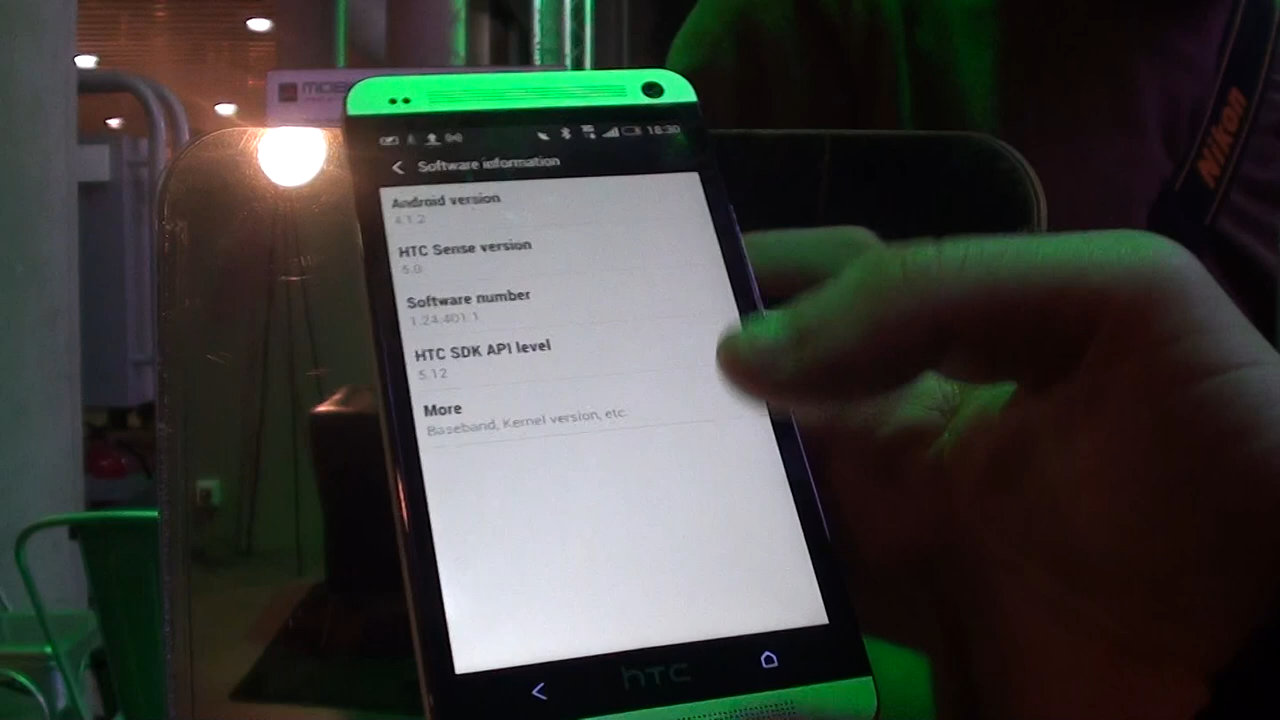 18:30
Software information
Android version
4.1.2
HTC Sense version
5.0
Software number
1.24.401.1
HTC SDK API level
5.12
More
Baseband, Kernel version, etc.
hTC
Nikon